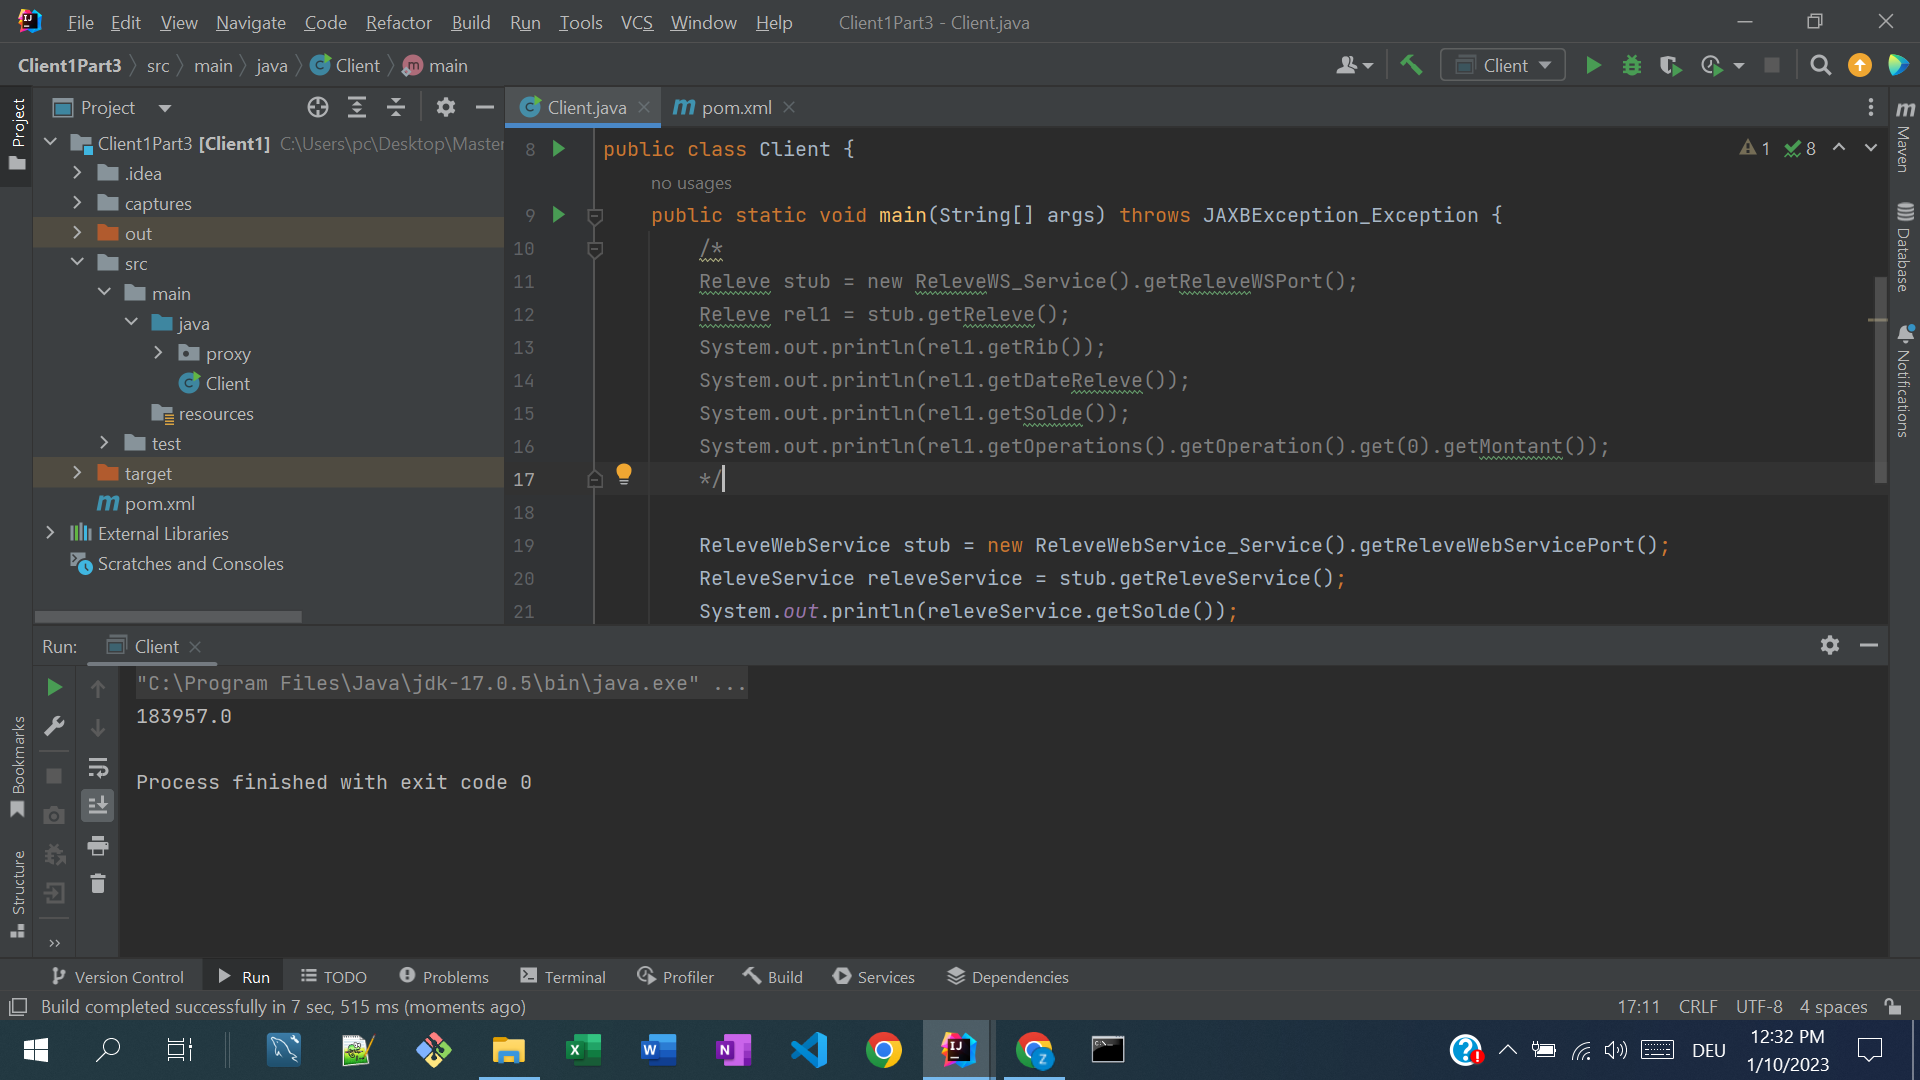 File Edit View Navigate Code Refactor Build Run Tools VCS Window Help Client1Part3 - Client.java
Client1Part3 src main java Client main Client
Project Client.java pom.xml
Client1Part3 [Client1] C:\Users\pc\Desktop\Master
.idea
captures
out
src
main
java
proxy
Client
resources
test
target
pom.xml
External Libraries
Scratches and Consoles
Project
Bookmarks
Structure
Maven
Database
Notifications
1 8
8 public class Client {
no usages
9 public static void main(String[] args) throws JAXBException_Exception {
10 /*
11 Releve stub = new ReleveWS_Service().getReleveWSPort();
12 Releve rel1 = stub.getReleve();
13 System.out.println(rel1.getRib());
14 System.out.println(rel1.getDateReleve());
15 System.out.println(rel1.getSolde());
16 System.out.println(rel1.getOperations().getOperation().get(0).getMontant());
17 */
18
19 ReleveWebService stub = new ReleveWebService_Service().getReleveWebServicePort();
20 ReleveService releveService = stub.getReleveService();
21 System.out.println(releveService.getSolde());
Run: Client
"C:\Program Files\Java\jdk-17.0.5\bin\java.exe" ...
183957.0
Process finished with exit code 0
Version Control Run TODO Problems Terminal Profiler Build Services Dependencies
Build completed successfully in 7 sec, 515 ms (moments ago) 17:11 CRLF UTF-8 4 spaces
DEU 12:32 PM
1/10/2023